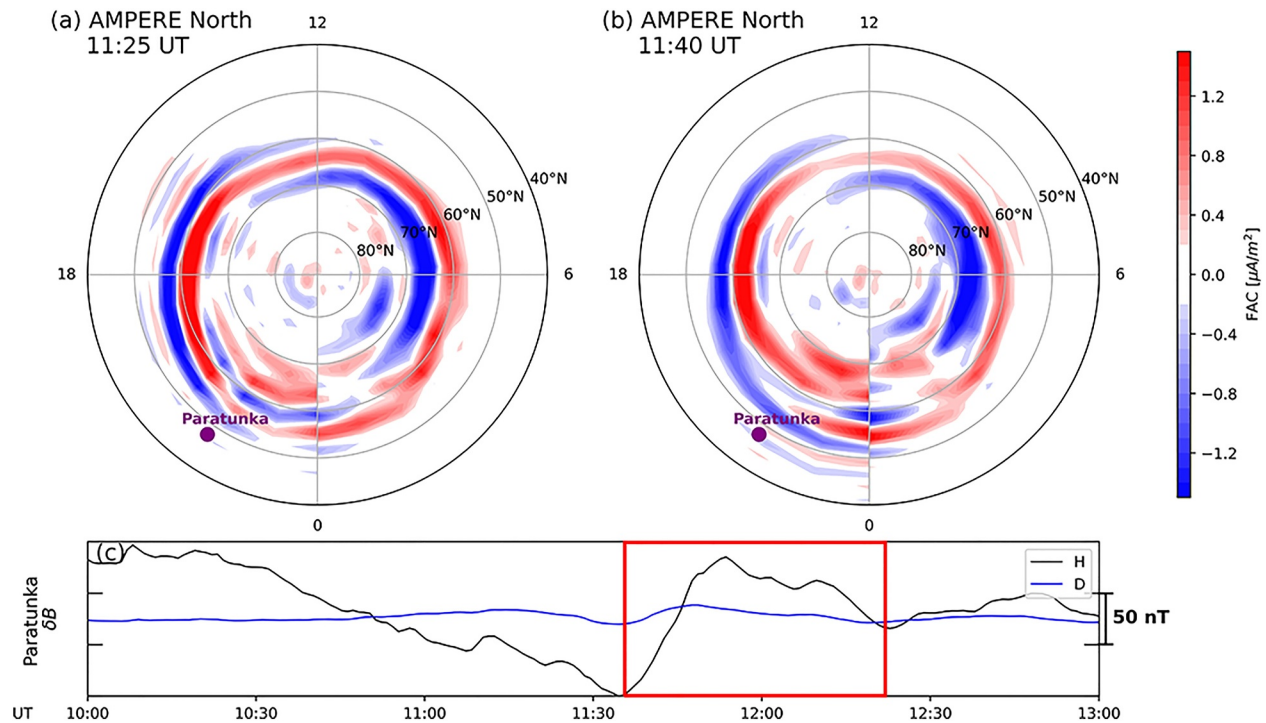 (a) AMPERE North
11:25 UT
12
18
6
0
40°N
50°N
60°N
70°N
80°N
Paratunka
(b) AMPERE North
11:40 UT
12
18
6
0
40°N
50°N
60°N
70°N
80°N
Paratunka
1.2
0.8
0.4
0.0
−0.4
−0.8
−1.2
FAC [μA/m²]
(c)
Paratunka
δB
H
D
50 nT
UT
10:00
10:30
11:00
11:30
12:00
12:30
13:00